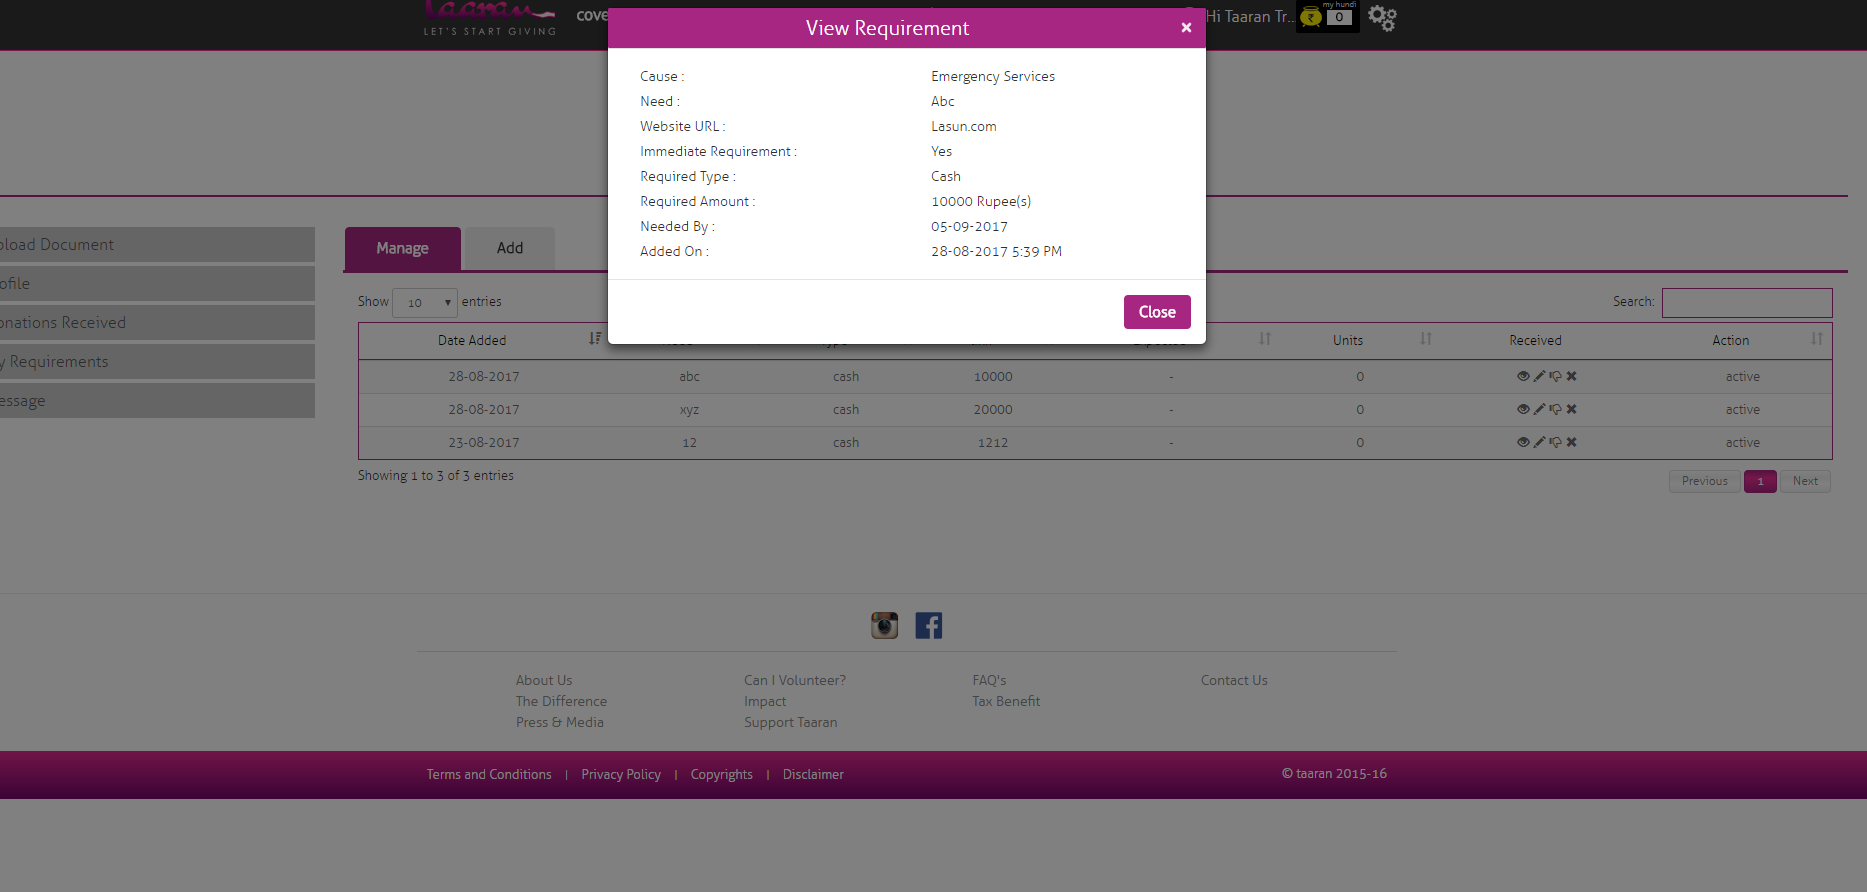 taaran
LET'S START GIVING
cove
Hi Taaran Tr...
my hundi
0
View Requirement
×
Cause : Emergency Services
Need : Abc
Website URL : Lasun.com
Immediate Requirement : Yes
Required Type : Cash
Required Amount : 10000 Rupee(s)
Needed By : 05-09-2017
Added On : 28-08-2017 5:39 PM
Close
pload Document
ofile
onations Received
y Requirements
essage
Manage
Add
Show 10 entries
Search:
Date Added Units Received Action
28-08-2017 abc cash 10000 - 0 active
28-08-2017 xyz cash 20000 - 0 active
23-08-2017 12 cash 1212 - 0 active
Showing 1 to 3 of 3 entries
Previous 1 Next
About Us
The Difference
Press & Media
Can I Volunteer?
Impact
Support Taaran
FAQ's
Tax Benefit
Contact Us
Terms and Conditions | Privacy Policy | Copyrights | Disclaimer
© taaran 2015-16